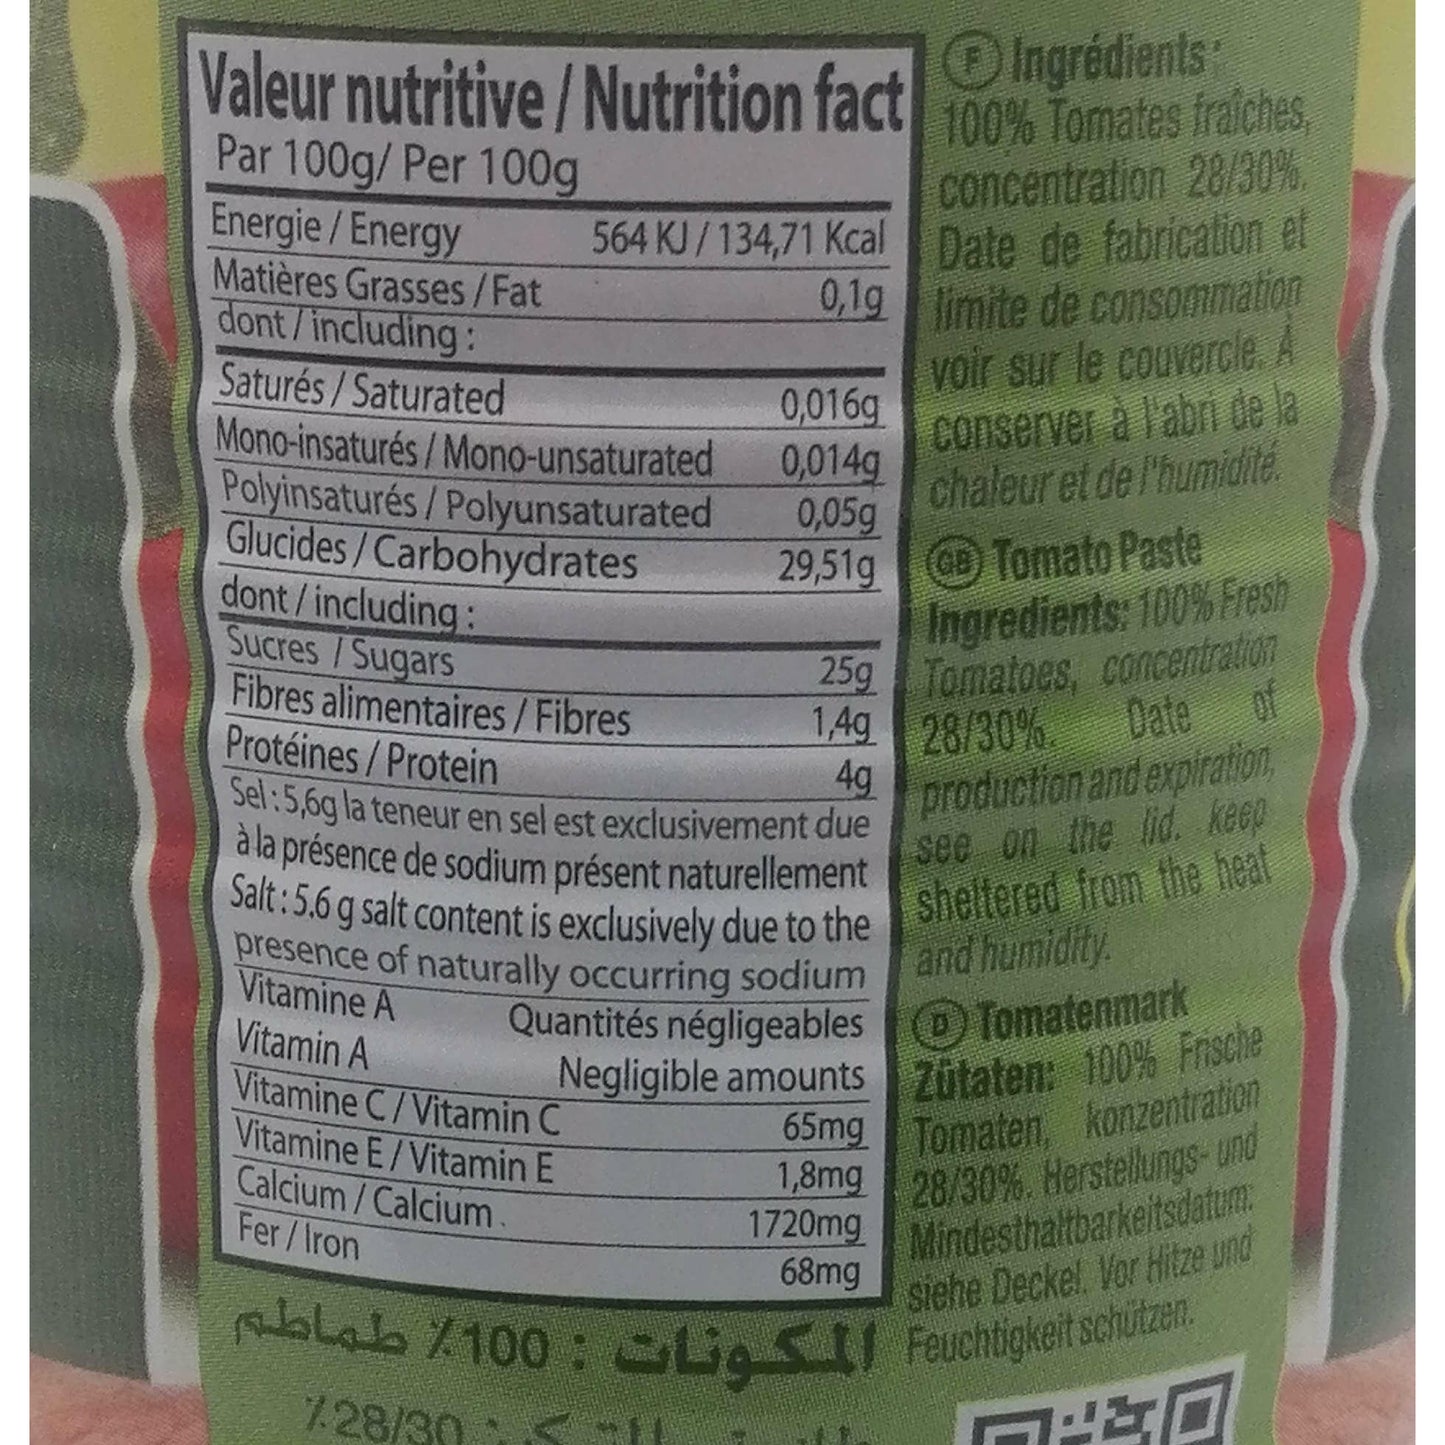 Valeur nutritive / Nutrition fact
Par 100g/ Per 100g
Energie / Energy 564 KJ / 134,71 Kcal
Matières Grasses / Fat 0,1g
dont / including :
Saturés / Saturated 0,016g
Mono-insaturés / Mono-unsaturated 0,014g
Polyinsaturés / Polyunsaturated 0,05g
Glucides / Carbohydrates 29,51g
dont / including :
Sucres / Sugars 25g
Fibres alimentaires / Fibres 1,4g
Protéines / Protein 4g
Sel : 5,6g la teneur en sel est exclusivement due
à la présence de sodium présent naturellement
Salt : 5.6 g salt content is exclusively due to the
presence of naturally occurring sodium
Vitamine A Quantités négligeables
Vitamin A Negligible amounts
Vitamine C / Vitamin C 65mg
Vitamine E / Vitamin E 1,8mg
Calcium / Calcium . 1720mg
Fer / Iron 68mg
المكونات : 100٪ طماطم
28/30٪
F Ingrédients :
100% Tomates fraîches,
concentration 28/30%.
Date de fabrication et
limite de consommation
voir sur le couvercle. À
conserver à l'abri de la
chaleur et de l'humidité.
GB Tomato Paste
Ingredients: 100% Fresh
Tomatoes, concentration
28/30%. Date of
production and expiration,
see on the lid. keep
sheltered from the heat
and humidity.
D Tomatenmark
Zütaten: 100% Frische
Tomaten, konzentration
28/30%. Herstellungs- und
Mindesthaltbarkeitsdatum:
siehe Deckel. Vor Hitze und
Feuchtigkeit schützen.